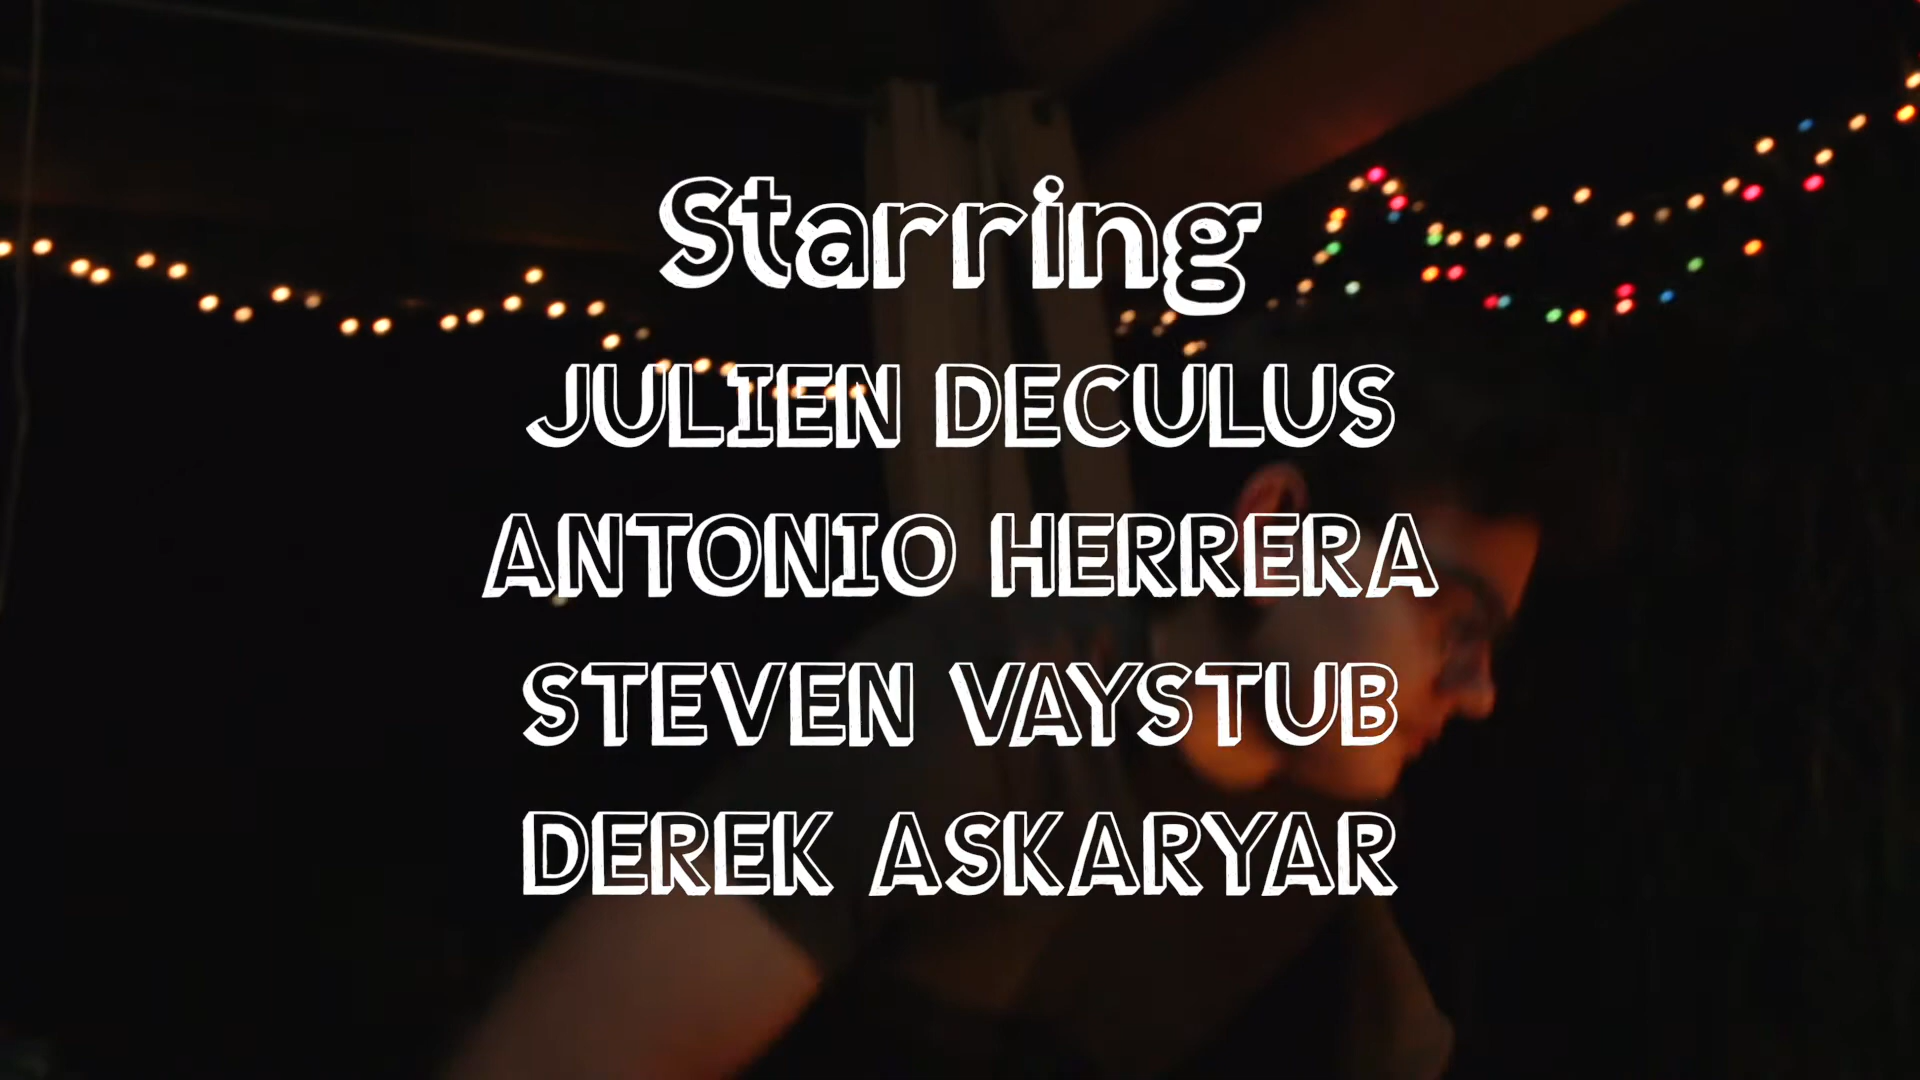 Starring
JULIEN DECULUS
ANTONIO HERRERA
STEVEN VAYSTUB
DEREK ASKARYAR